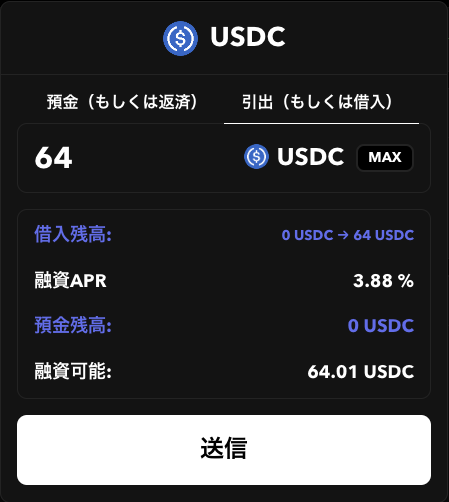 USDC
預金（もしくは返済） 引出（もしくは借入）
64 USDC MAX
借入残高: 0 USDC → 64 USDC
融資APR 3.88 %
預金残高: 0 USDC
融資可能: 64.01 USDC
送信